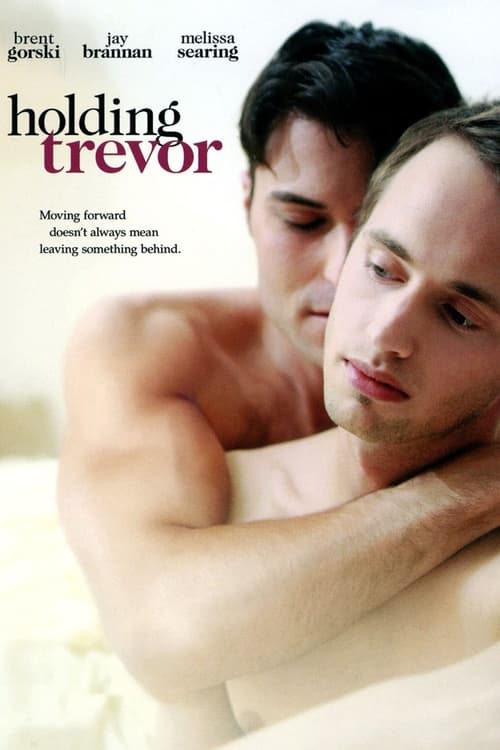 brent jay melissa
gorski brannan searing
holding
trevor
Moving forward
doesn't always mean
leaving something behind.